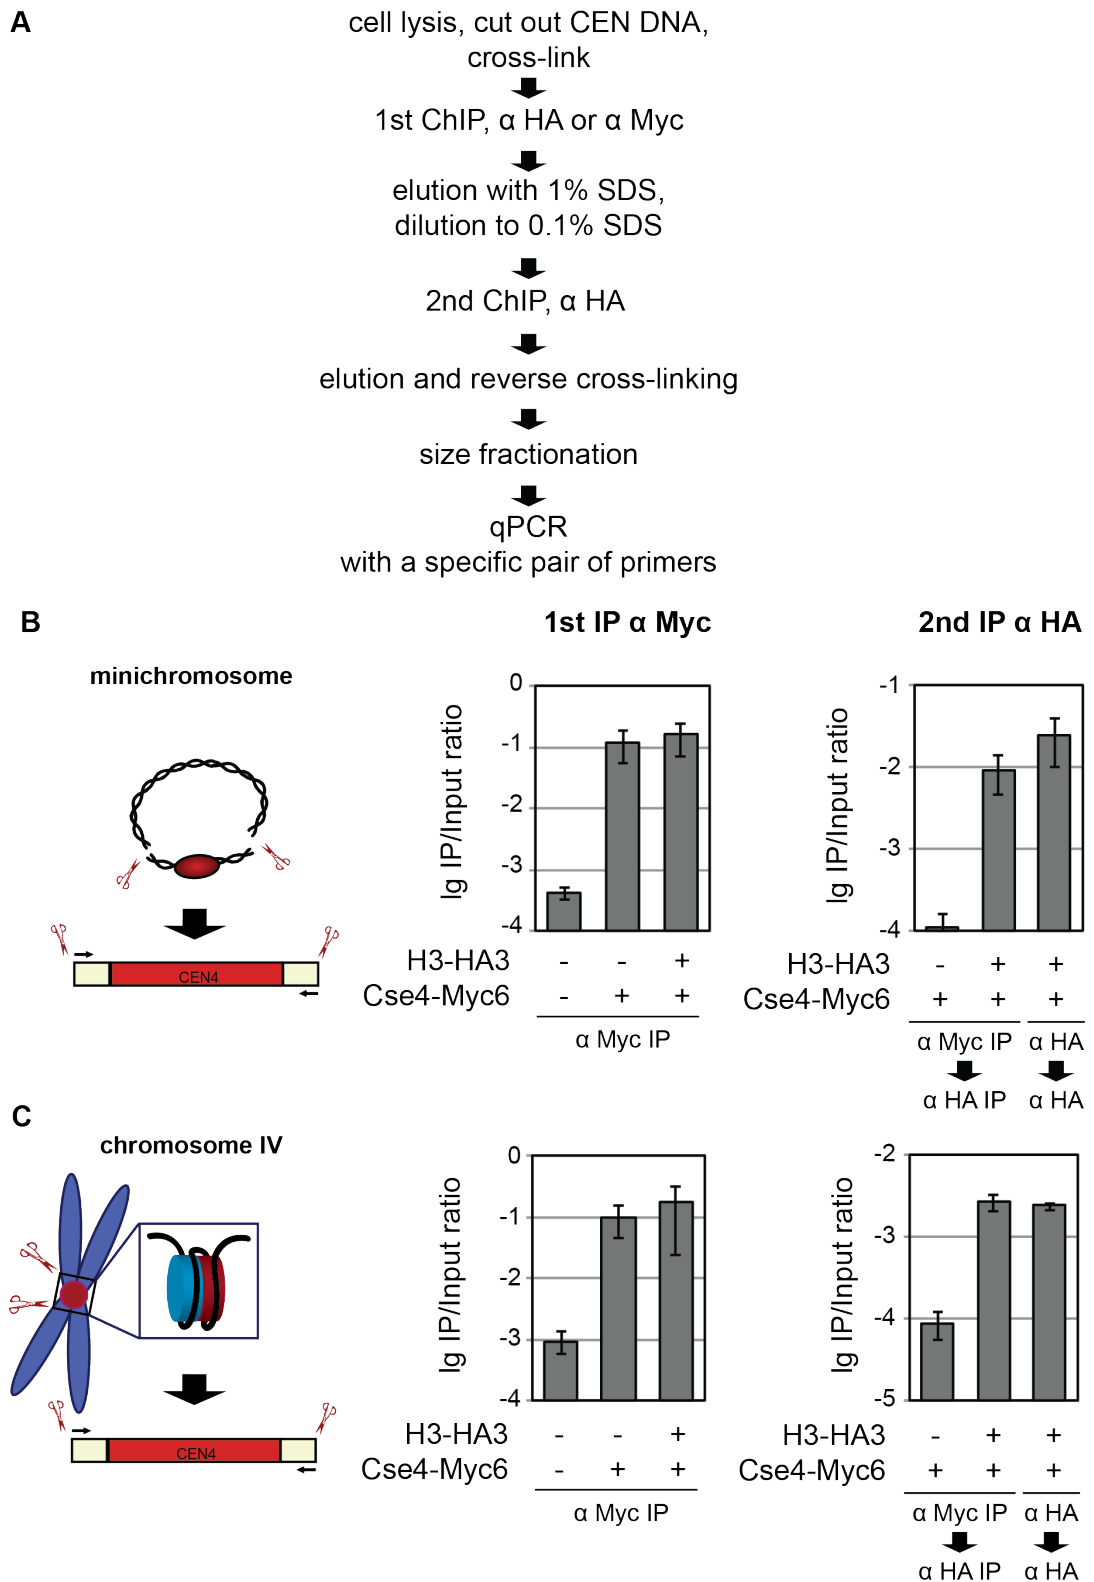 A
cell lysis, cut out CEN DNA,
cross-link
1st ChIP, α HA or α Myc
elution with 1% SDS,
dilution to 0.1% SDS
2nd ChIP, α HA
elution and reverse cross-linking
size fractionation
qPCR
with a specific pair of primers
B
1st IP α Myc
2nd IP α HA
minichromosome
CEN4
lg IP/Input ratio
0
-1
-2
-3
-4
H3-HA3 - - +
Cse4-Myc6 - + +
α Myc IP
lg IP/Input ratio
-1
-2
-3
-4
H3-HA3 - + +
Cse4-Myc6 + + +
α Myc IP α HA
α HA IP α HA
C
chromosome IV
CEN4
lg IP/Input ratio
0
-1
-2
-3
-4
H3-HA3 - - +
Cse4-Myc6 - + +
α Myc IP
lg IP/Input ratio
-2
-3
-4
-5
H3-HA3 - + +
Cse4-Myc6 + + +
α Myc IP α HA
α HA IP α HA